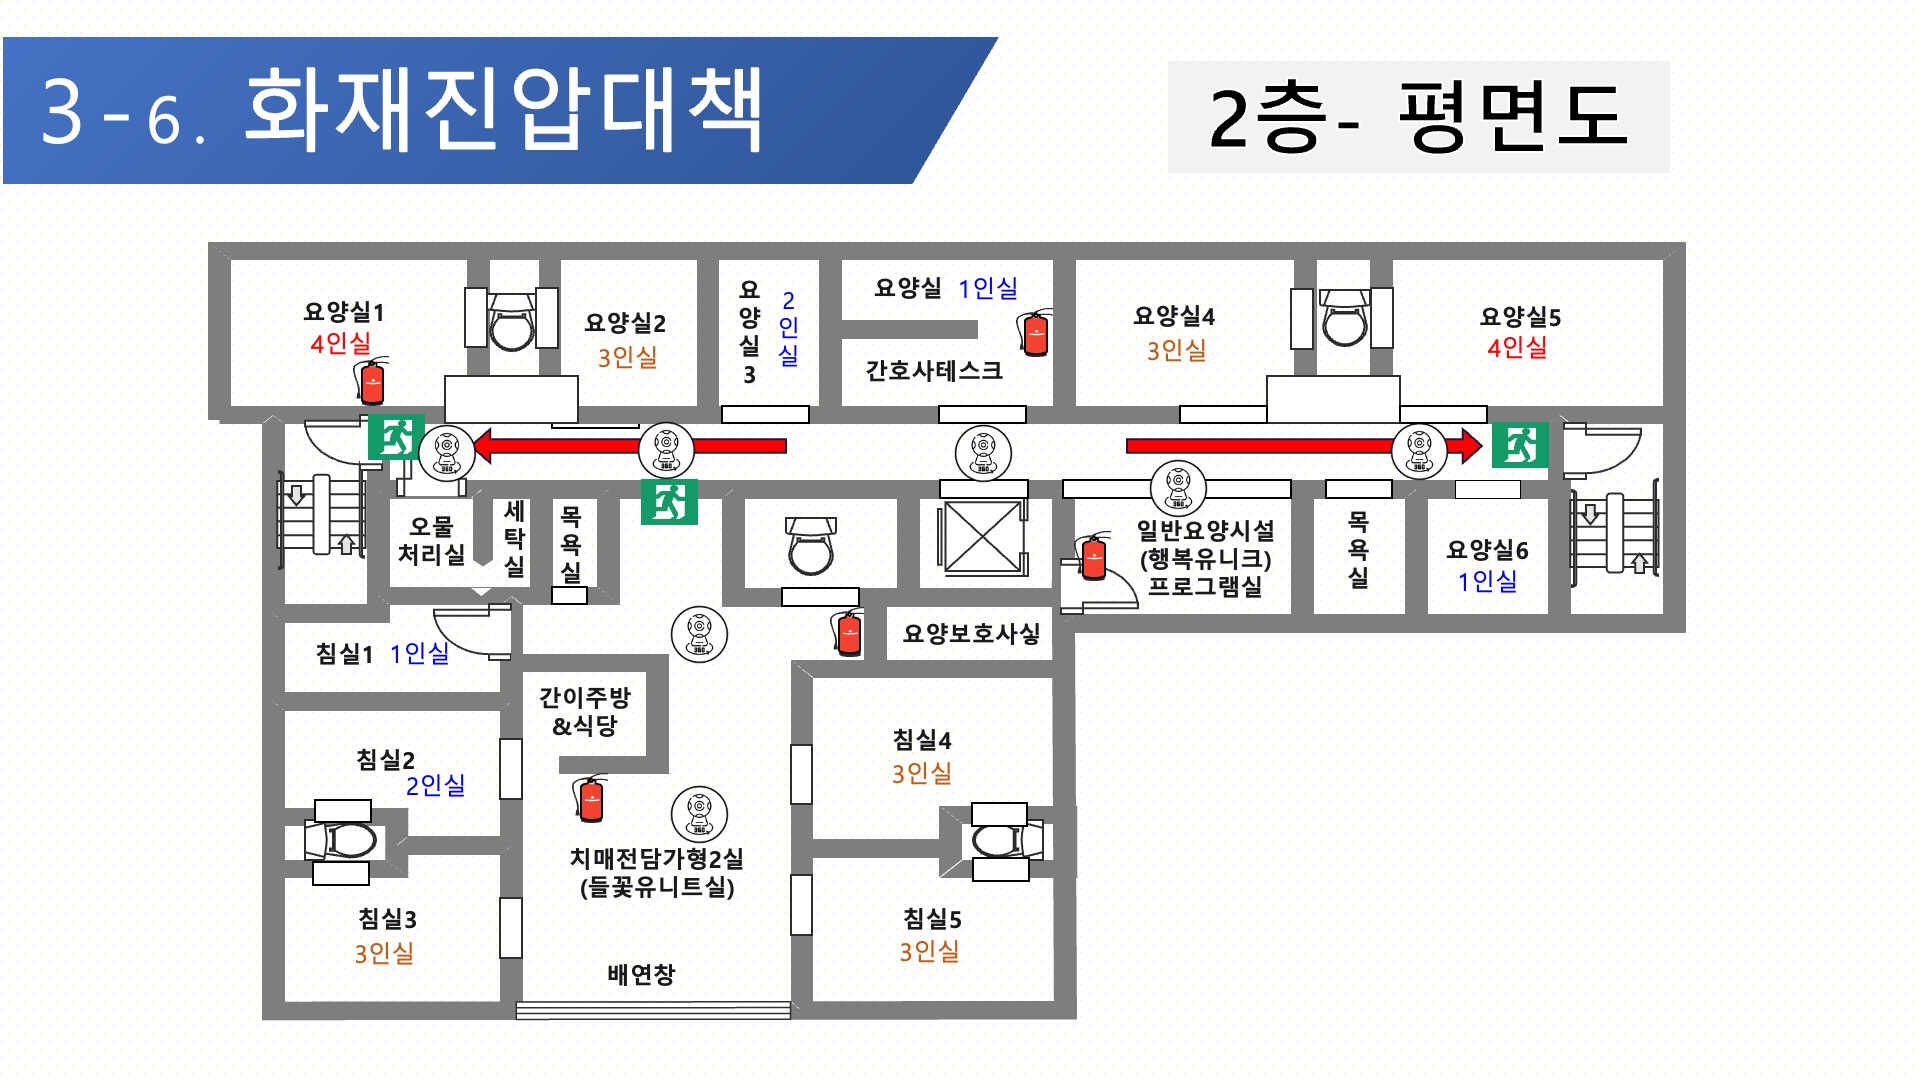 3-6. 화재진압대책
2층- 평면도
요양실1
4인실
요양실2
3인실
요
양
실
3
2
인
실
요양실 1인실
간호사테스크
요양실4
3인실
요양실5
4인실
오물
처리실
세
탁
실
목
욕
실
일반요양시설
(행복유니크)
프로그램실
목
욕
실
요양실6
1인실
침실1 1인실
요양보호사싷
간이주방
&식당
침실2
2인실
침실4
3인실
치매전담가형2실
(들꽃유니트실)
침실3
3인실
침실5
3인실
배연창